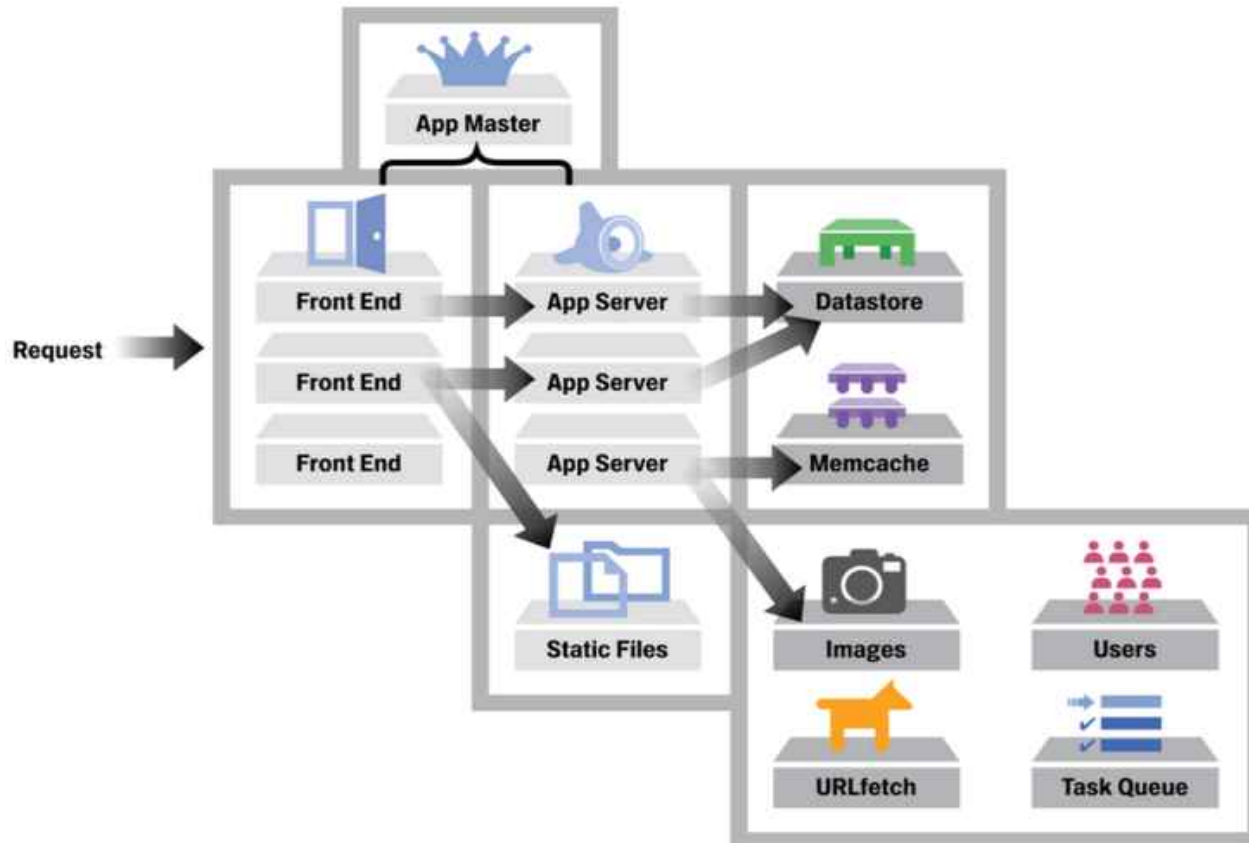 App Master
Front End
App Server
Datastore
Request
Front End
App Server
Front End
App Server
Memcache
Static Files
Images
Users
URLfetch
Task Queue